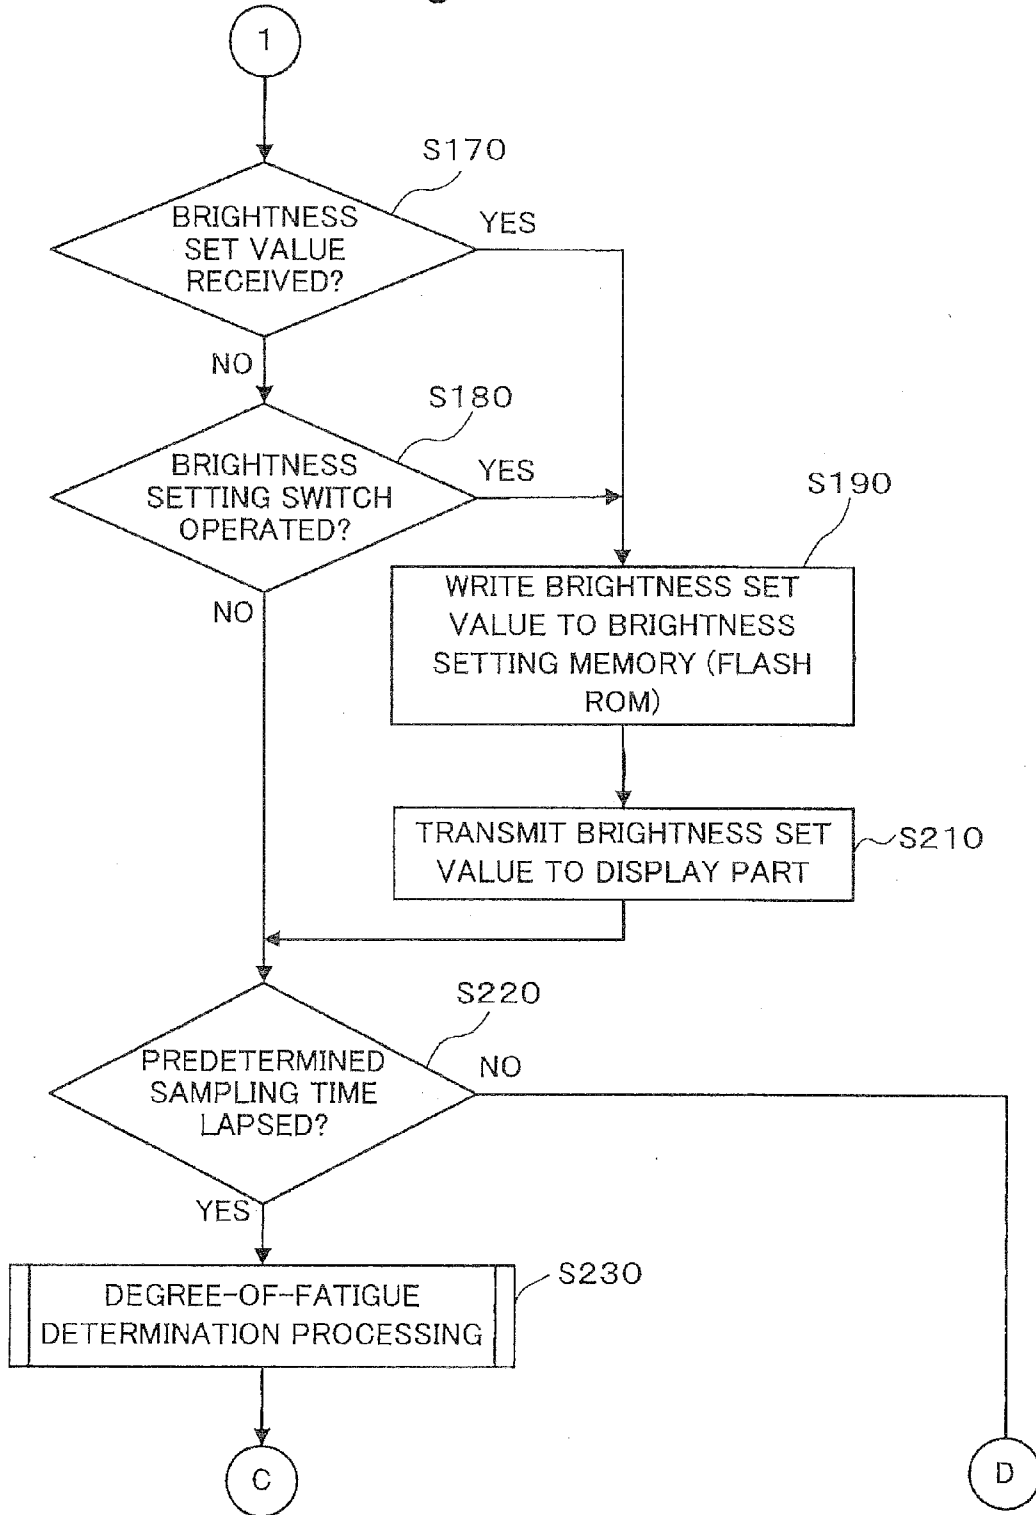 1
S170
BRIGHTNESS
SET VALUE
RECEIVED?
YES
NO
S180
BRIGHTNESS
SETTING SWITCH
OPERATED?
YES
NO
S190
WRITE BRIGHTNESS SET
VALUE TO BRIGHTNESS
SETTING MEMORY (FLASH
ROM)
TRANSMIT BRIGHTNESS SET
VALUE TO DISPLAY PART
S210
S220
PREDETERMINED
SAMPLING TIME
LAPSED?
NO
YES
S230
DEGREE-OF-FATIGUE
DETERMINATION PROCESSING
C
D